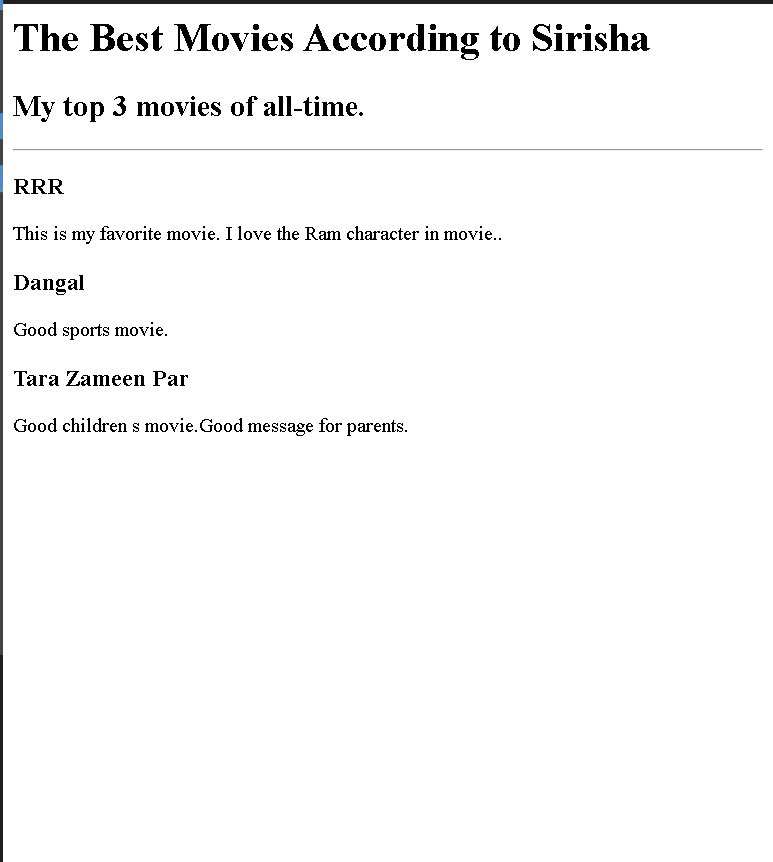 The Best Movies According to Sirisha
My top 3 movies of all-time.
RRR
This is my favorite movie. I love the Ram character in movie..
Dangal
Good sports movie.
Tara Zameen Par
Good children s movie.Good message for parents.